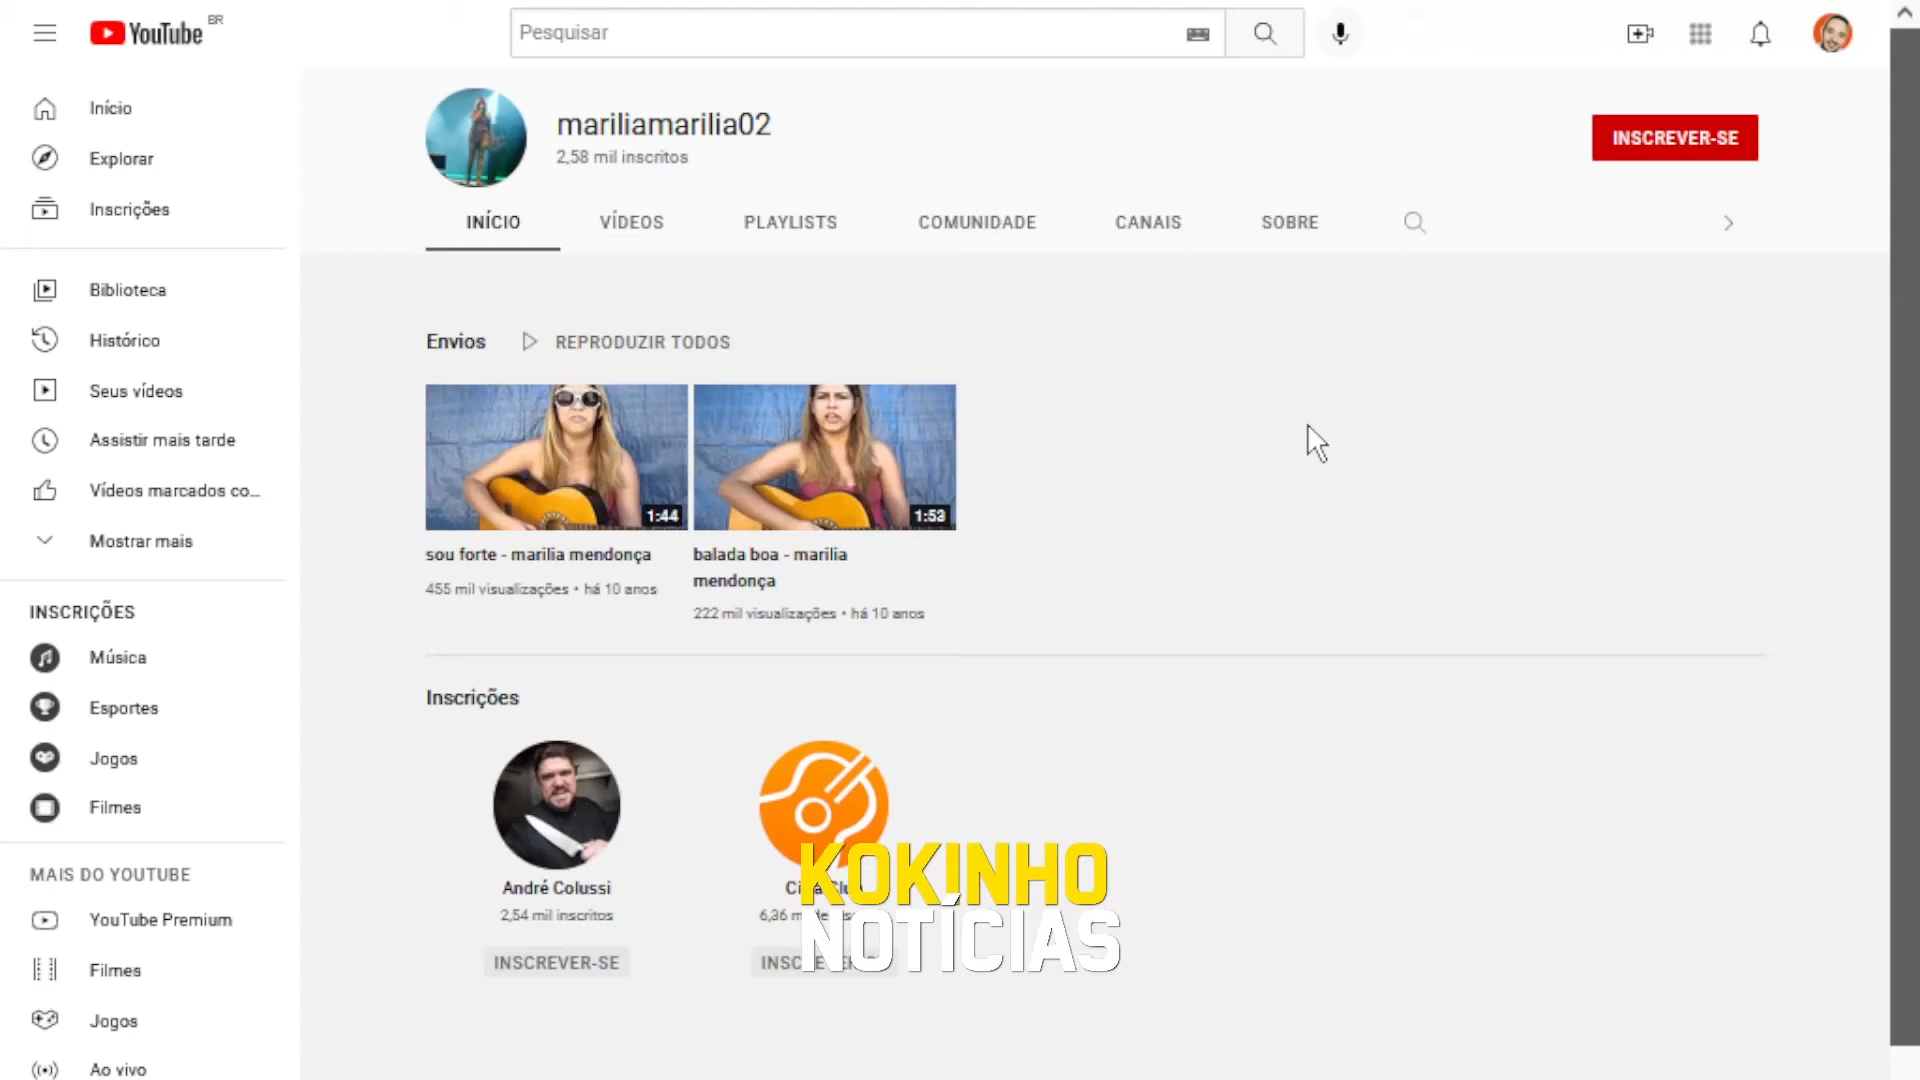 YouTube BR
Pesquisar
Início
Explorar
Inscrições
Biblioteca
Histórico
Seus vídeos
Assistir mais tarde
Vídeos marcados co...
Mostrar mais
INSCRIÇÕES
Música
Esportes
Jogos
Filmes
MAIS DO YOUTUBE
YouTube Premium
Filmes
Jogos
Ao vivo
mariliamarilia02
2,58 mil inscritos
INSCREVER-SE
INÍCIO VÍDEOS PLAYLISTS COMUNIDADE CANAIS SOBRE
Envios REPRODUZIR TODOS
1:44
1:53
sou forte - marilia mendonça
455 mil visualizações • há 10 anos
balada boa - marilia
mendonça
222 mil visualizações • há 10 anos
Inscrições
André Colussi
2,54 mil inscritos
INSCREVER-SE
6,36
KOKINHO
NOTÍCIAS